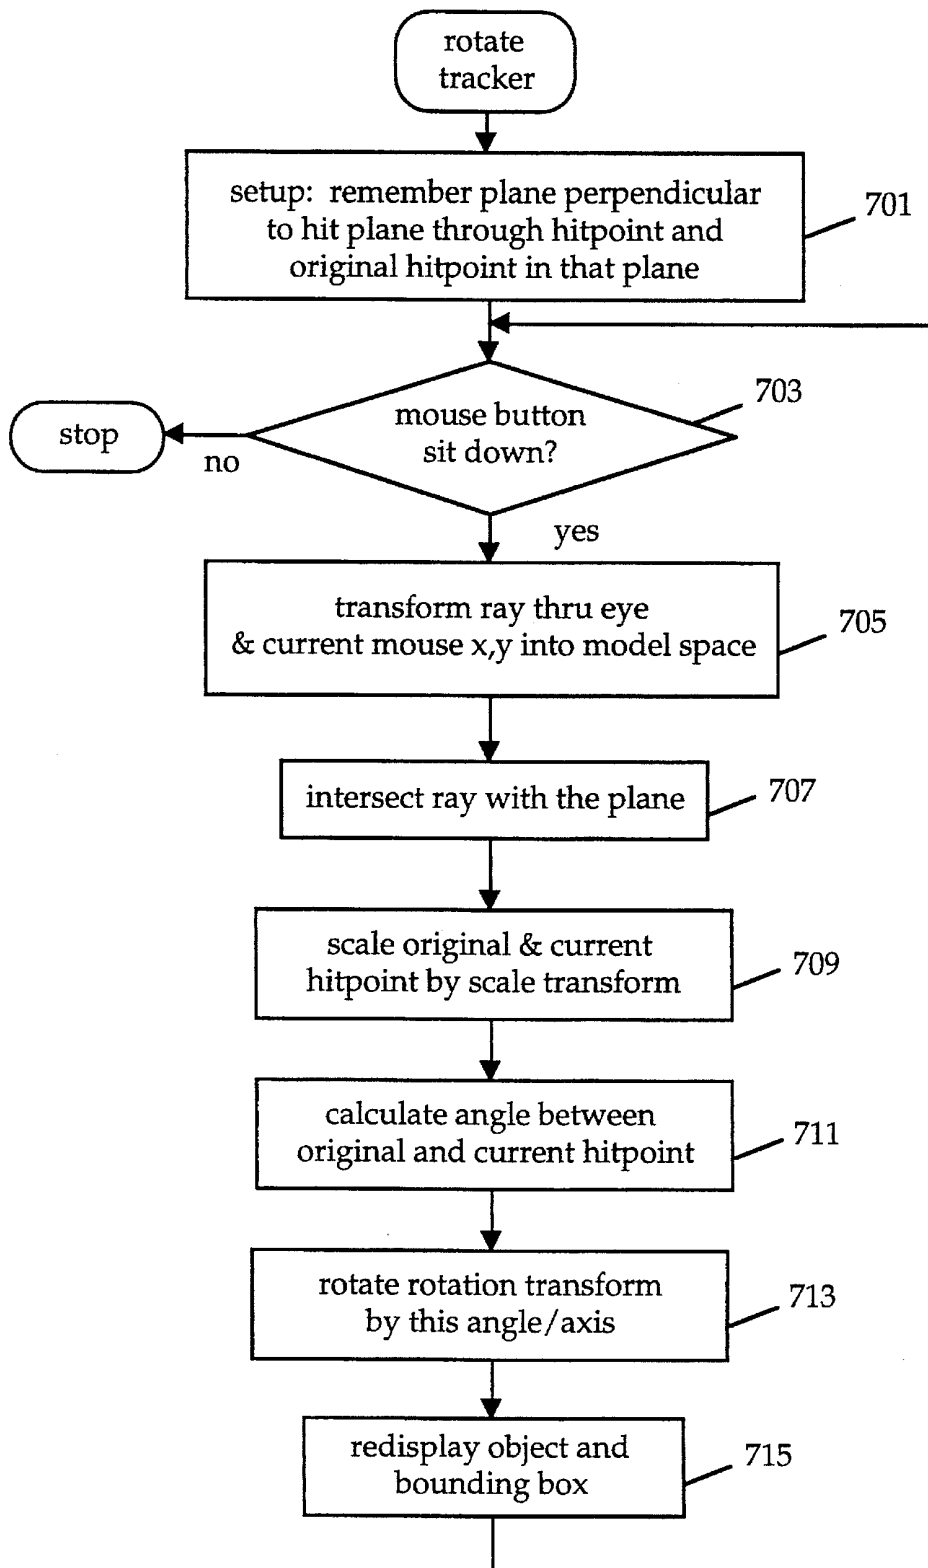 rotate
tracker
setup: remember plane perpendicular
to hit plane through hitpoint and
original hitpoint in that plane
701
mouse button
sit down?
703
stop
no
yes
transform ray thru eye
& current mouse x,y into model space
705
intersect ray with the plane
707
scale original & current
hitpoint by scale transform
709
calculate angle between
original and current hitpoint
711
rotate rotation transform
by this angle/axis
713
redisplay object and
bounding box
715